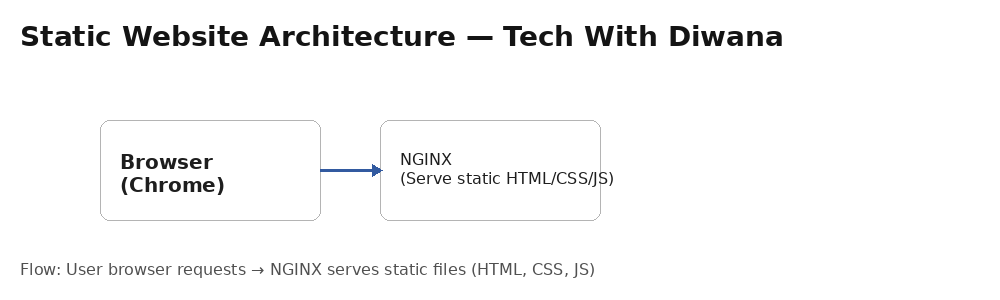 Static Website Architecture — Tech With Diwana
Browser
(Chrome)
NGINX
(Serve static HTML/CSS/JS)
Flow: User browser requests → NGINX serves static files (HTML, CSS, JS)